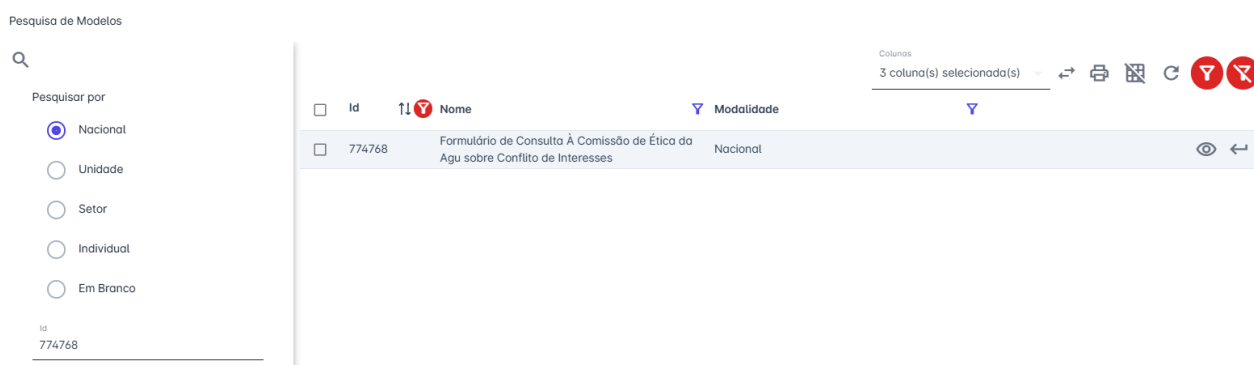 Pesquisa de Modelos
Pesquisar por
Nacional
Unidade
Setor
Individual
Em Branco
Id
774768
Colunas
3 coluna(s) selecionada(s)
Id Nome Modalidade
774768 Formulário de Consulta À Comissão de Ética da Nacional
Agu sobre Conflito de Interesses